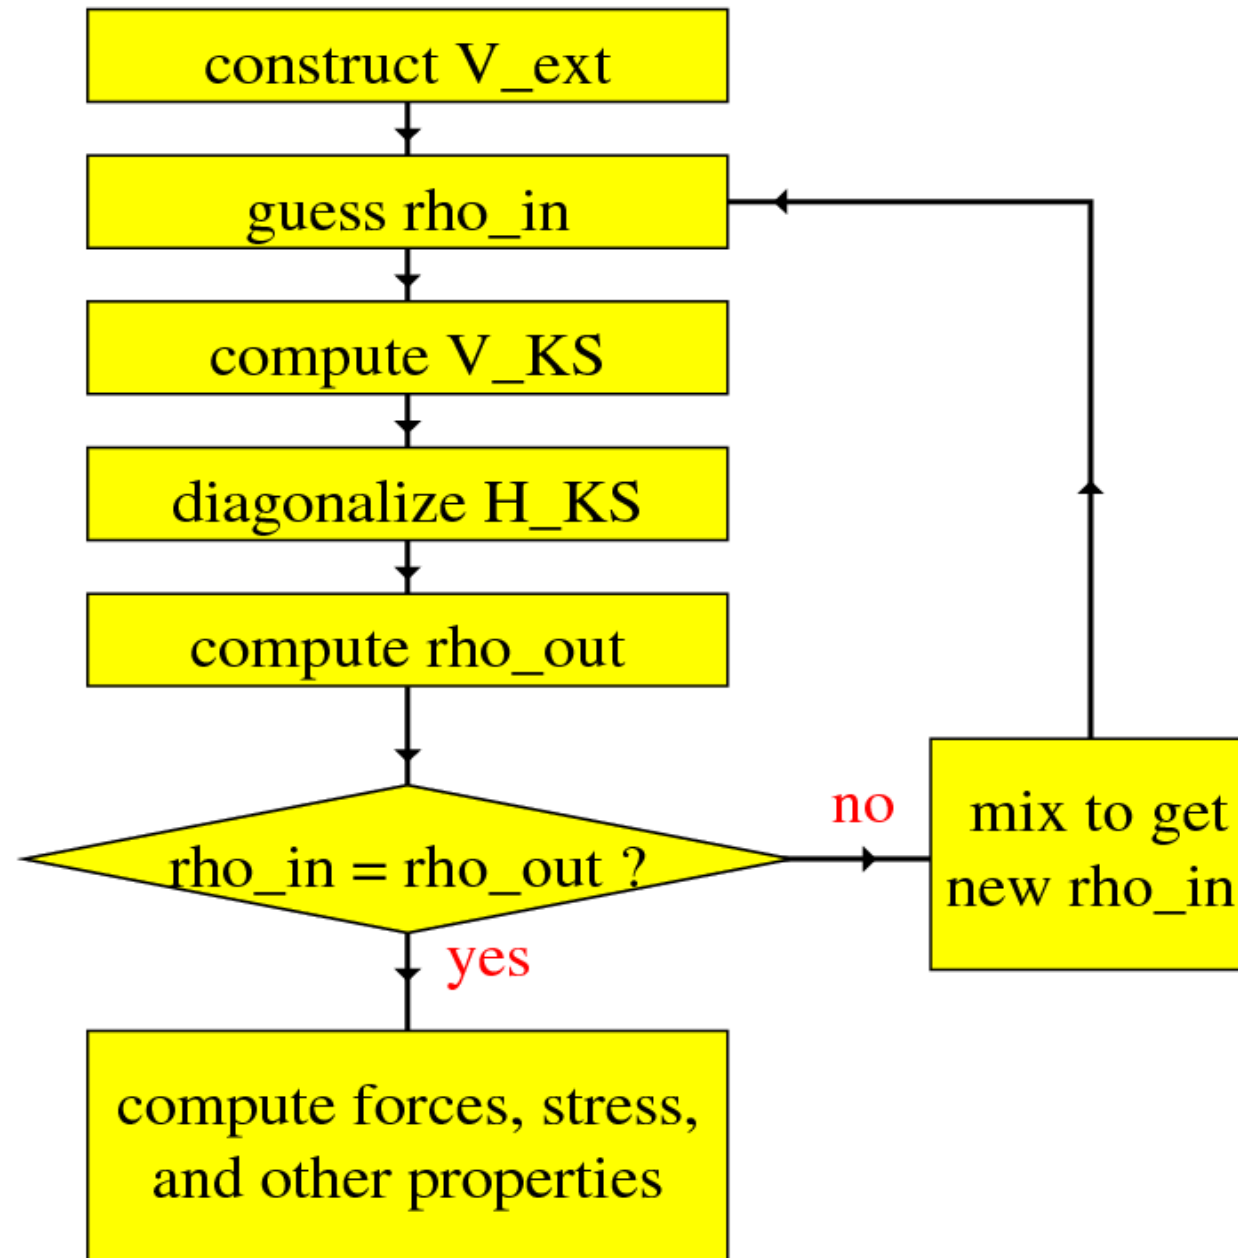 construct V_ext
guess rho_in
compute V_KS
diagonalize H_KS
compute rho_out
rho_in = rho_out ?
no
mix to get
new rho_in
yes
compute forces, stress,
and other properties